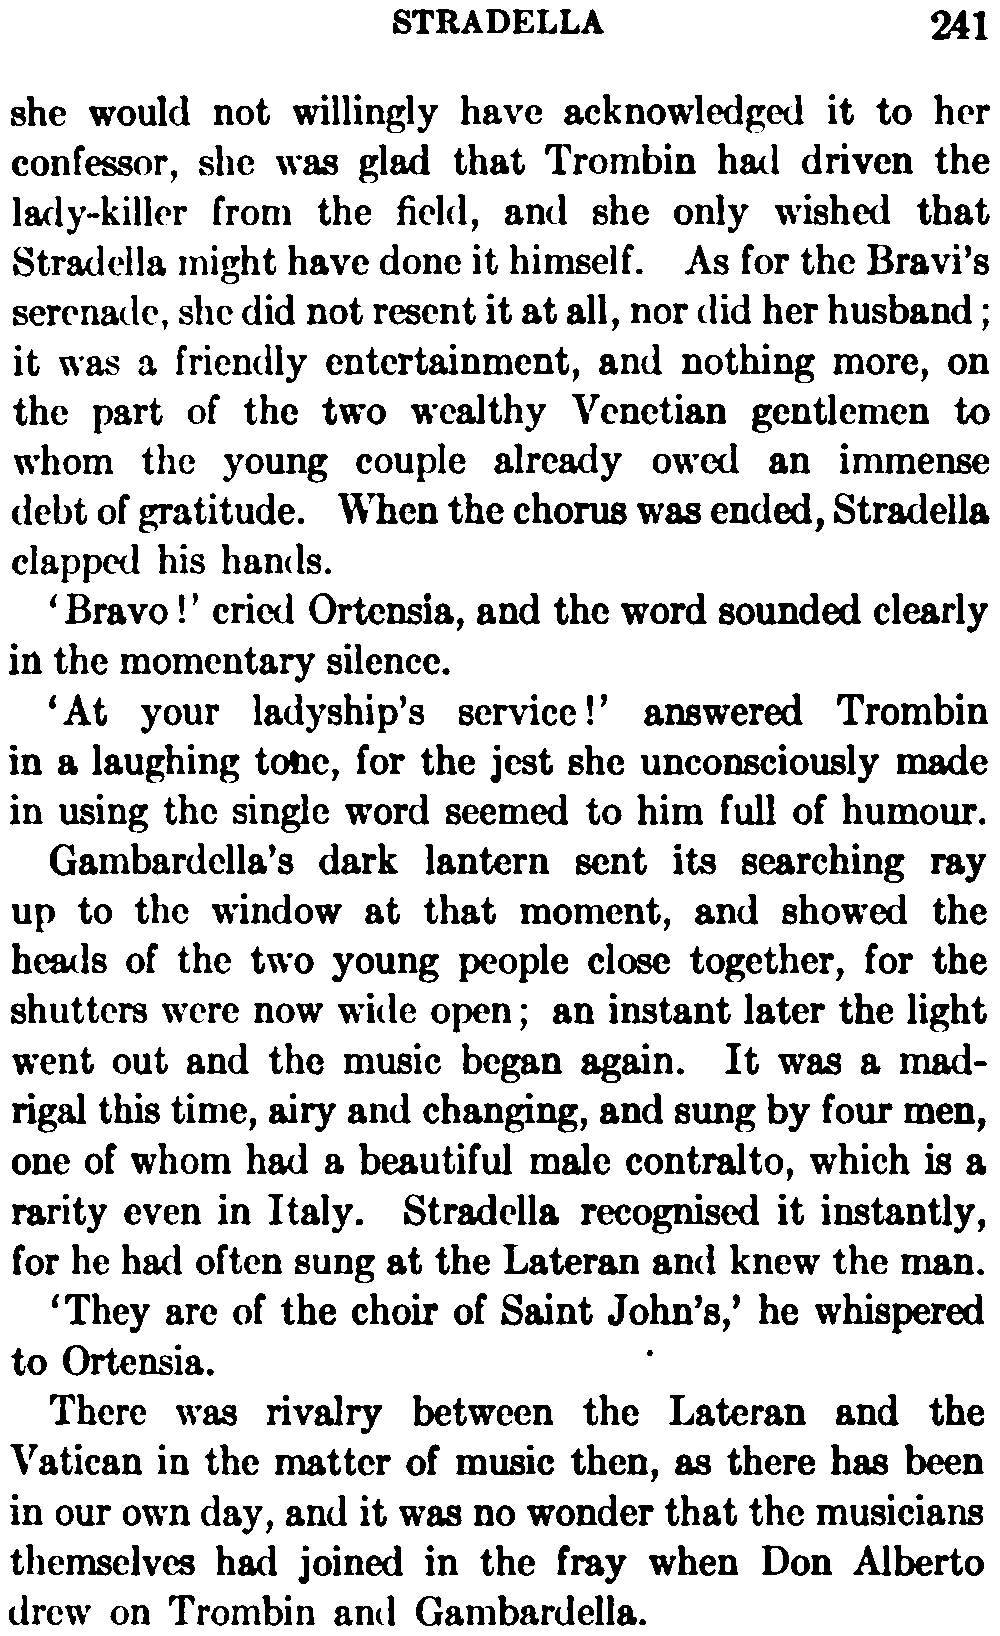 STRADELLA 241
she would not willingly have acknowledged it to her
confessor, she was glad that Trombin had driven the
lady-killer from the field, and she only wished that
Stradella might have done it himself. As for the Bravi's
serenade, she did not resent it at all, nor did her husband ;
it was a friendly entertainment, and nothing more, on
the part of the two wealthy Venetian gentlemen to
whom the young couple already owed an immense
debt of gratitude. When the chorus was ended, Stradella
clapped his hands.
‘Bravo !’ cried Ortensia, and the word sounded clearly
in the momentary silence.
‘At your ladyship's service !’ answered Trombin
in a laughing tone, for the jest she unconsciously made
in using the single word seemed to him full of humour.
Gambardella's dark lantern sent its searching ray
up to the window at that moment, and showed the
heads of the two young people close together, for the
shutters were now wide open ; an instant later the light
went out and the music began again. It was a mad-
rigal this time, airy and changing, and sung by four men,
one of whom had a beautiful male contralto, which is a
rarity even in Italy. Stradella recognised it instantly,
for he had often sung at the Lateran and knew the man.
‘They are of the choir of Saint John's,’ he whispered
to Ortensia.
There was rivalry between the Lateran and the
Vatican in the matter of music then, as there has been
in our own day, and it was no wonder that the musicians
themselves had joined in the fray when Don Alberto
drew on Trombin and Gambardella.